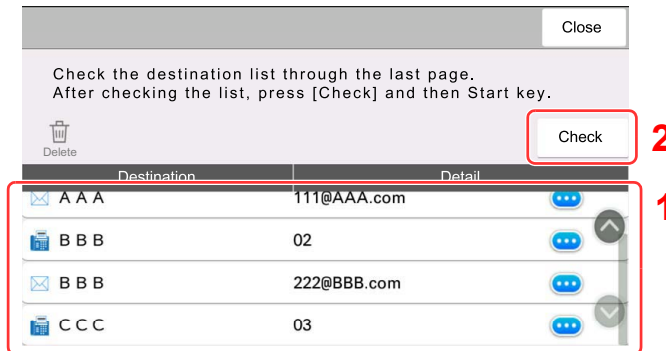 Close
Check the destination list through the last page.
After checking the list, press [Check] and then Start key.
Delete
Check
2
Destination Detail
1
A A A 111@AAA.com
B B B 02
B B B 222@BBB.com
C C C 03